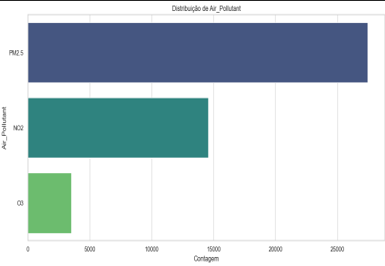 Distribuição de Air_Pollutant
PM2.5
NO2
O3
Air_Pollutant
0 5000 10000 15000 20000 25000
Contagem